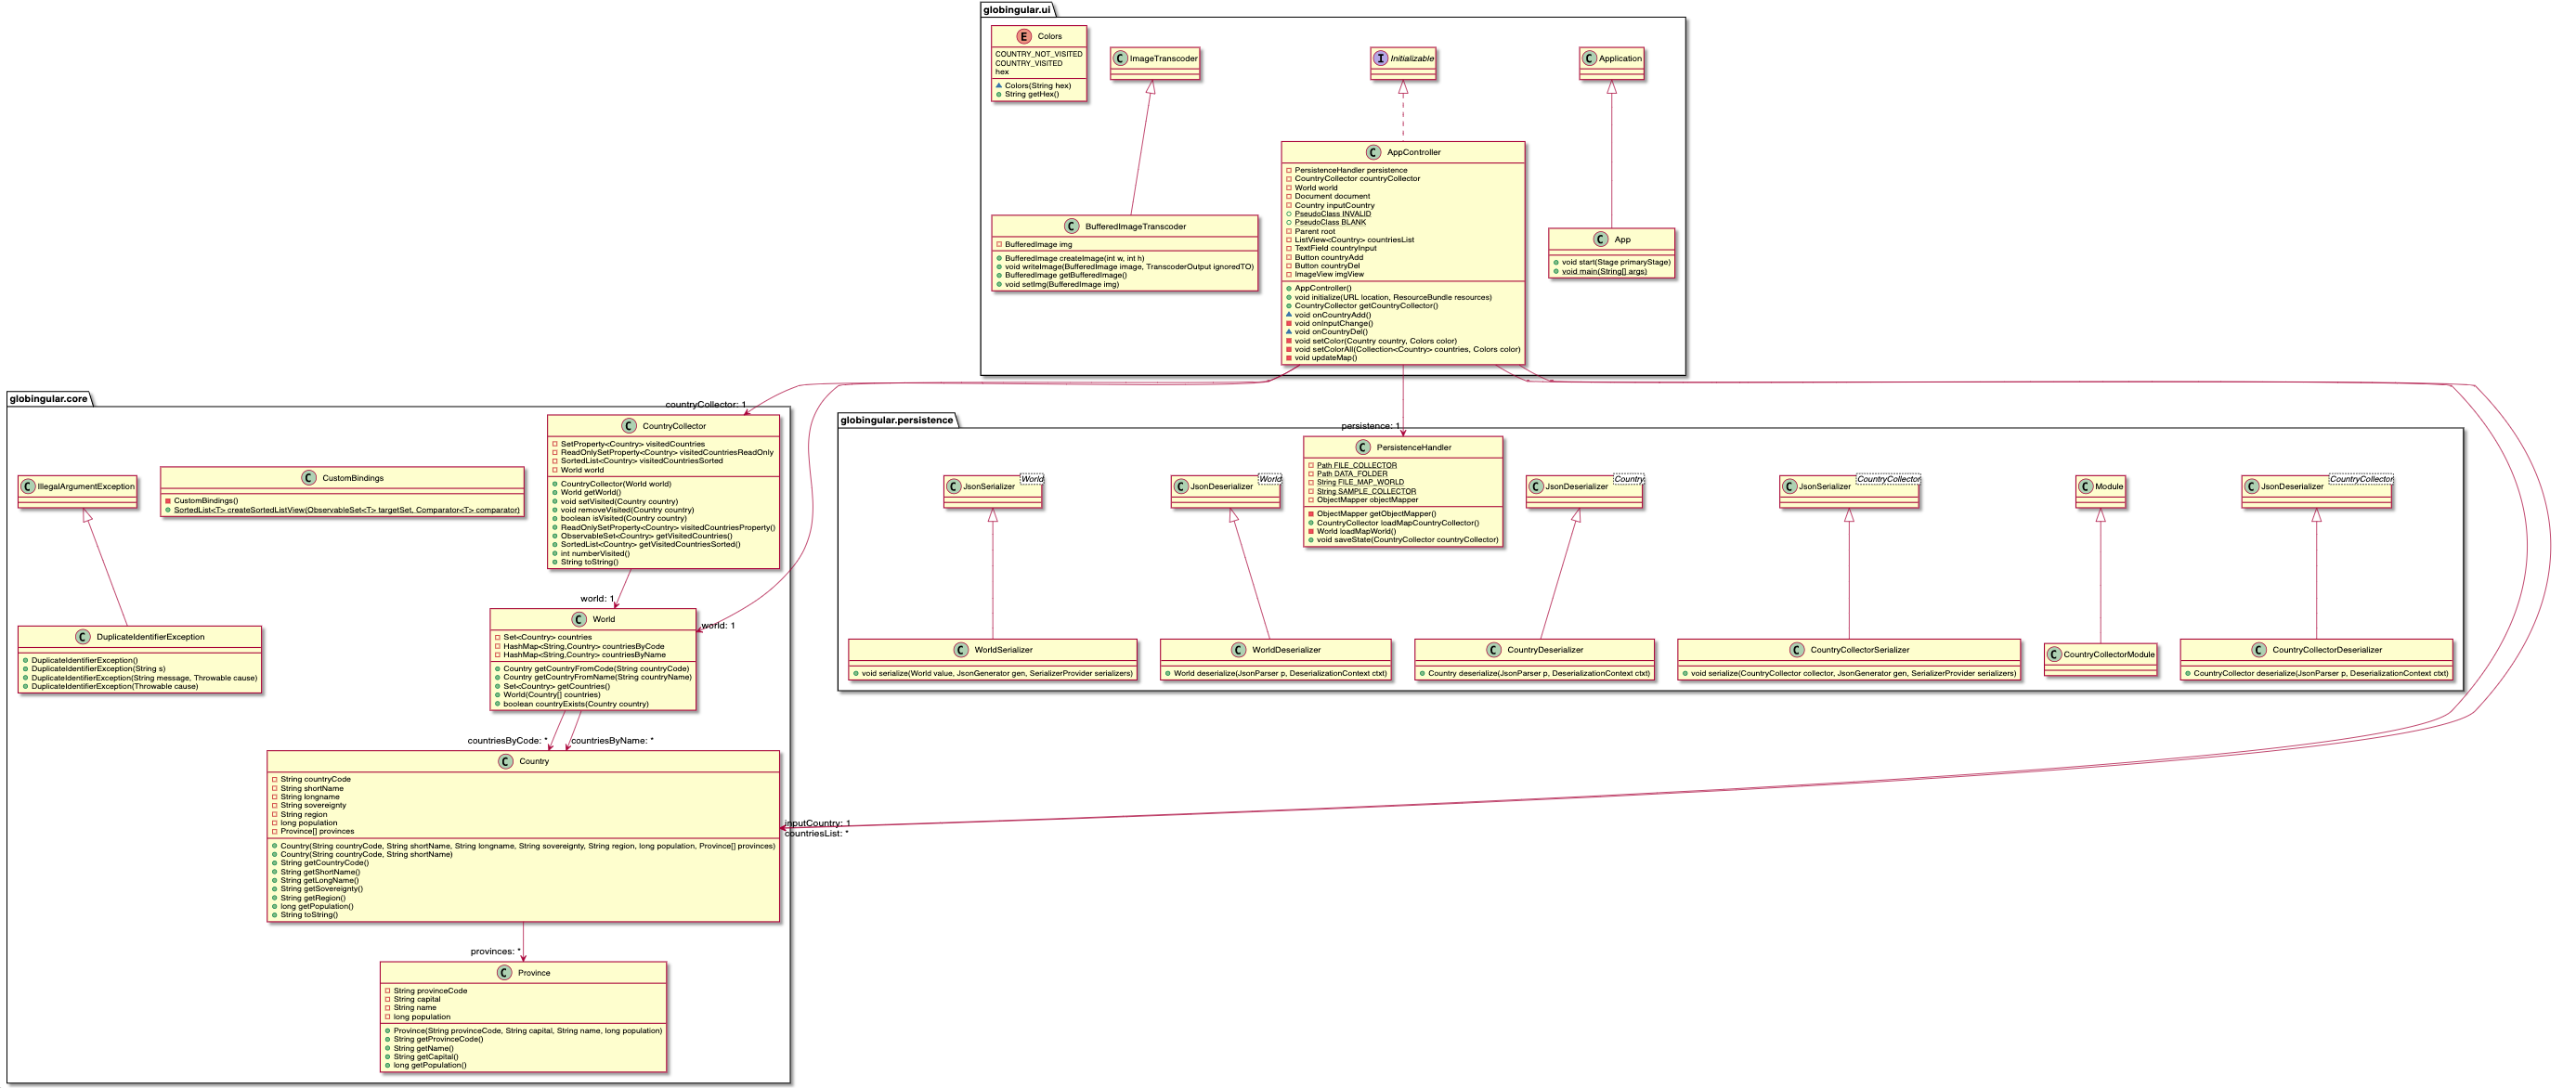 globingular.ui
E Colors
COUNTRY_NOT_VISITED
COUNTRY_VISITED
hex
Colors(String hex)
String getHex()
C ImageTranscoder
I Initializable
C Application
C AppController
PersistenceHandler persistence
CountryCollector countryCollector
World world
Document document
Country inputCountry
PseudoClass INVALID
PseudoClass BLANK
Parent root
ListView<Country> countriesList
TextField countryInput
Button countryAdd
Button countryDel
ImageView imgView
AppController()
void initialize(URL location, ResourceBundle resources)
CountryCollector getCountryCollector()
void onCountryAdd()
void onInputChange()
void onCountryDel()
void setColor(Country country, Colors color)
void setColorAll(Collection<Country> countries, Colors color)
void updateMap()
C BufferedImageTranscoder
BufferedImage img
BufferedImage createImage(int w, int h)
void writeImage(BufferedImage image, TranscoderOutput ignoredTO)
BufferedImage getBufferedImage()
void setImg(BufferedImage img)
C App
void start(Stage primaryStage)
void main(String[] args)
globingular.core
countryCollector: 1
C CountryCollector
SetProperty<Country> visitedCountries
ReadOnlySetProperty<Country> visitedCountriesReadOnly
SortedList<Country> visitedCountriesSorted
World world
CountryCollector(World world)
World getWorld()
void setVisited(Country country)
void removeVisited(Country country)
boolean isVisited(Country country)
ReadOnlySetProperty<Country> visitedCountriesProperty()
ObservableSet<Country> getVisitedCountries()
SortedList<Country> getVisitedCountriesSorted()
int numberVisited()
String toString()
C IllegalArgumentException
C CustomBindings
CustomBindings()
SortedList<T> createSortedListView(ObservableSet<T> targetSet, Comparator<T> comparator)
C DuplicateIdentifierException
DuplicateIdentifierException()
DuplicateIdentifierException(String s)
DuplicateIdentifierException(String message, Throwable cause)
DuplicateIdentifierException(Throwable cause)
world: 1
world: 1
C World
Set<Country> countries
HashMap<String,Country> countriesByCode
HashMap<String,Country> countriesByName
Country getCountryFromCode(String countryCode)
Country getCountryFromName(String countryName)
Set<Country> getCountries()
World(Country[] countries)
boolean countryExists(Country country)
countriesByCode: *
countriesByName: *
C Country
String countryCode
String shortName
String longname
String sovereignty
String region
long population
Province[] provinces
Country(String countryCode, String shortName, String longname, String sovereignty, String region, long population, Province[] provinces)
Country(String countryCode, String shortName)
String getCountryCode()
String getShortName()
String getLongName()
String getSovereignty()
String getRegion()
long getPopulation()
String toString()
inputCountry: 1
countriesList: *
provinces: *
C Province
String provinceCode
String capital
String name
long population
Province(String provinceCode, String capital, String name, long population)
String getProvinceCode()
String getName()
String getCapital()
long getPopulation()
globingular.persistence
persistence: 1
C PersistenceHandler
Path FILE_COLLECTOR
Path DATA_FOLDER
String FILE_MAP_WORLD
String SAMPLE_COLLECTOR
ObjectMapper objectMapper
ObjectMapper getObjectMapper()
CountryCollector loadMapCountryCollector()
World loadMapWorld()
void saveState(CountryCollector countryCollector)
C JsonSerializer World
C JsonDeserializer World
C JsonDeserializer Country
C JsonSerializer CountryCollector
C Module
C JsonDeserializer CountryCollector
C WorldSerializer
void serialize(World value, JsonGenerator gen, SerializerProvider serializers)
C WorldDeserializer
World deserialize(JsonParser p, DeserializationContext ctxt)
C CountryDeserializer
Country deserialize(JsonParser p, DeserializationContext ctxt)
C CountryCollectorSerializer
void serialize(CountryCollector collector, JsonGenerator gen, SerializerProvider serializers)
C CountryCollectorModule
C CountryCollectorDeserializer
CountryCollector deserialize(JsonParser p, DeserializationContext ctxt)